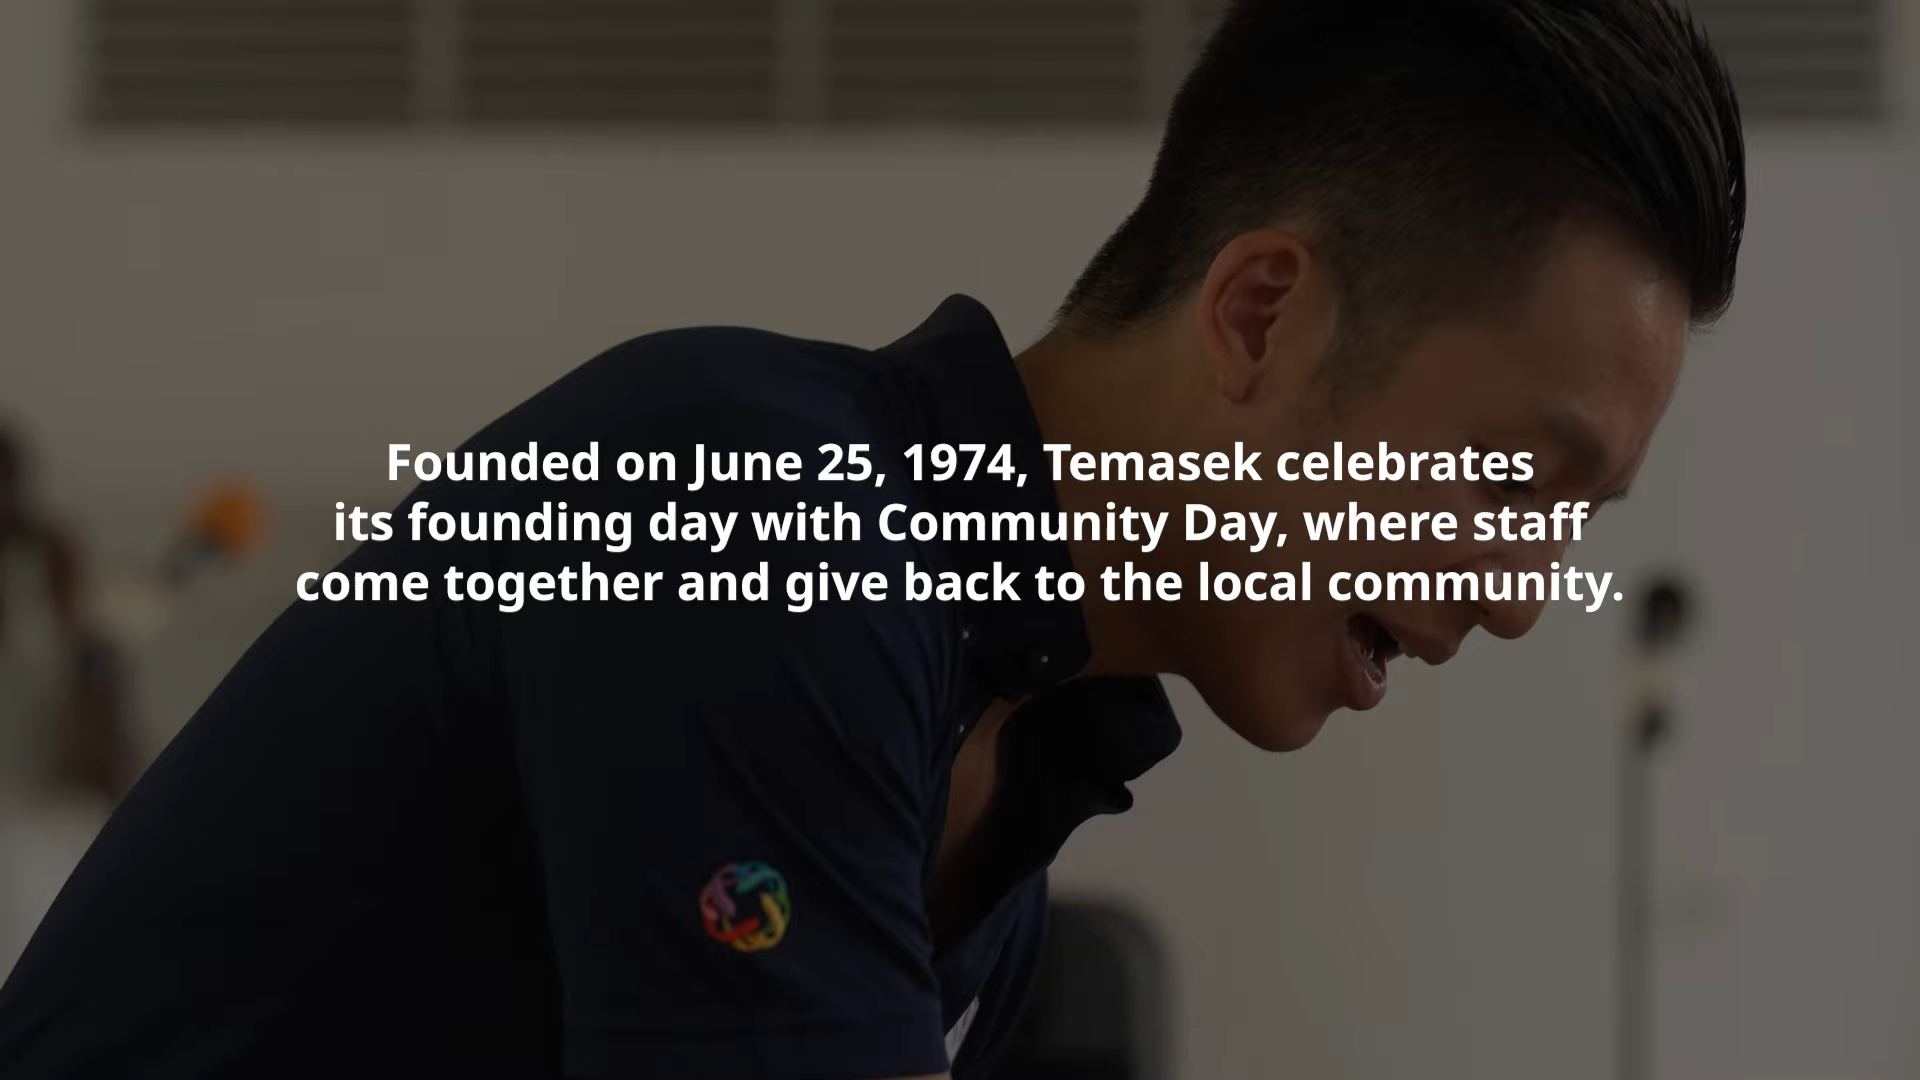 Founded on June 25, 1974, Temasek celebrates
its founding day with Community Day, where staff
come together and give back to the local community.